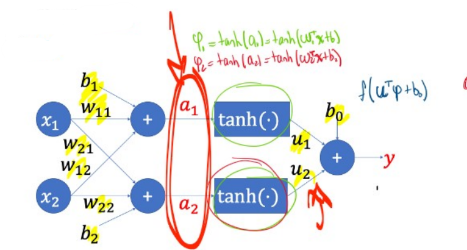 φ₁ = tanh(a₁) = tanh(w₁ᵀx+b₁)
φ₂ = tanh(a₂) = tanh(w₂ᵀx+b₂)
f(uᵀφ+b₀)
b₁
w₁₁
x₁
+
a₁
tanh(·)
b₀
w₂₁
w₁₂
u₁
u₂
+
y
x₂
w₂₂
+
a₂
tanh(·)
b₂